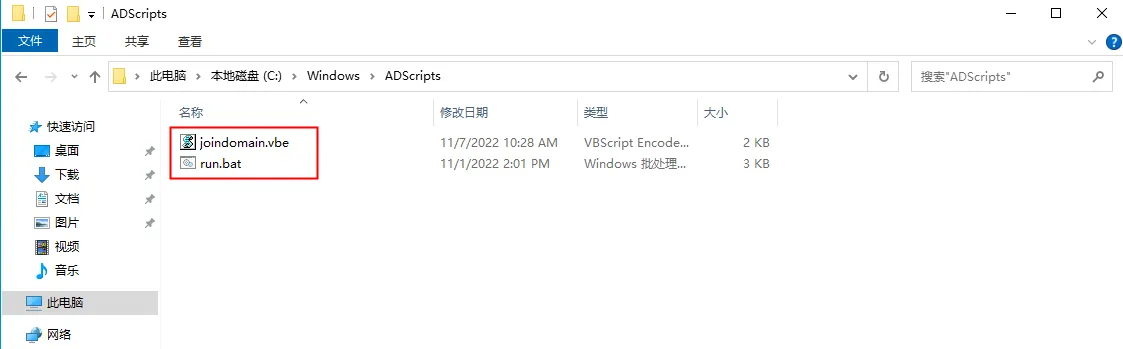 ADScripts
文件 主页 共享 查看
此电脑 本地磁盘 (C:) Windows ADScripts 搜索"ADScripts"
名称 修改日期 类型 大小
joindomain.vbe 11/7/2022 10:28 AM VBScript Encode... 2 KB
run.bat 11/1/2022 2:01 PM Windows 批处理... 3 KB
快速访问
桌面
下载
文档
图片
视频
音乐
此电脑
网络